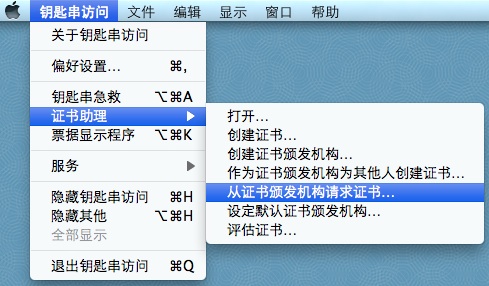 钥匙串访问 文件 编辑 显示 窗口 帮助
关于钥匙串访问
偏好设置... ⌘,
钥匙串急救 ⌥⌘A
证书助理 ▶
票据显示程序 ⌥⌘K
服务 ▶
隐藏钥匙串访问 ⌘H
隐藏其他 ⌥⌘H
全部显示
退出钥匙串访问 ⌘Q
打开...
创建证书...
创建证书颁发机构...
作为证书颁发机构为其他人创建证书...
从证书颁发机构请求证书...
设定默认证书颁发机构...
评估证书...